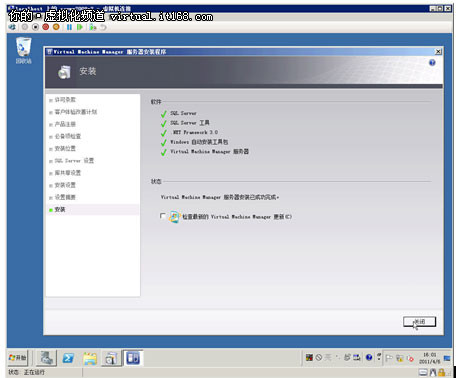 localhost 上的
虚拟机连接
你的·虚拟化频道 virtual.it168.com
回收站
Virtual Machine Manager 服务器安装程序
安装
许可条款
客户体验改善计划
产品注册
必备项检查
安装位置
SQL Server 设置
库共享设置
安装设置
设置摘要
安装
软件
SQL Server
SQL Server 工具
.NET Framework 3.0
Windows 自动安装工具包
Virtual Machine Manager 服务器
状态
Virtual Machine Manager 服务器安装已成功完成。
检查最新的 Virtual Machine Manager 更新(C)
关闭
开始
16:01
2011/4/6
状态: 正在运行